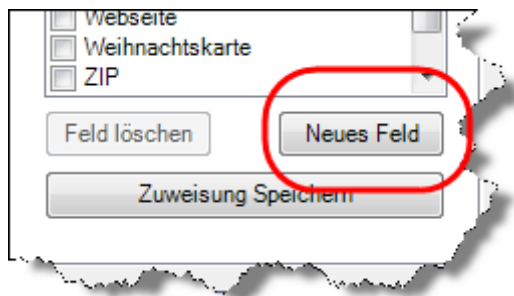 Webseite
Weihnachtskarte
ZIP
Feld löschen
Neues Feld
Zuweisung Speichern